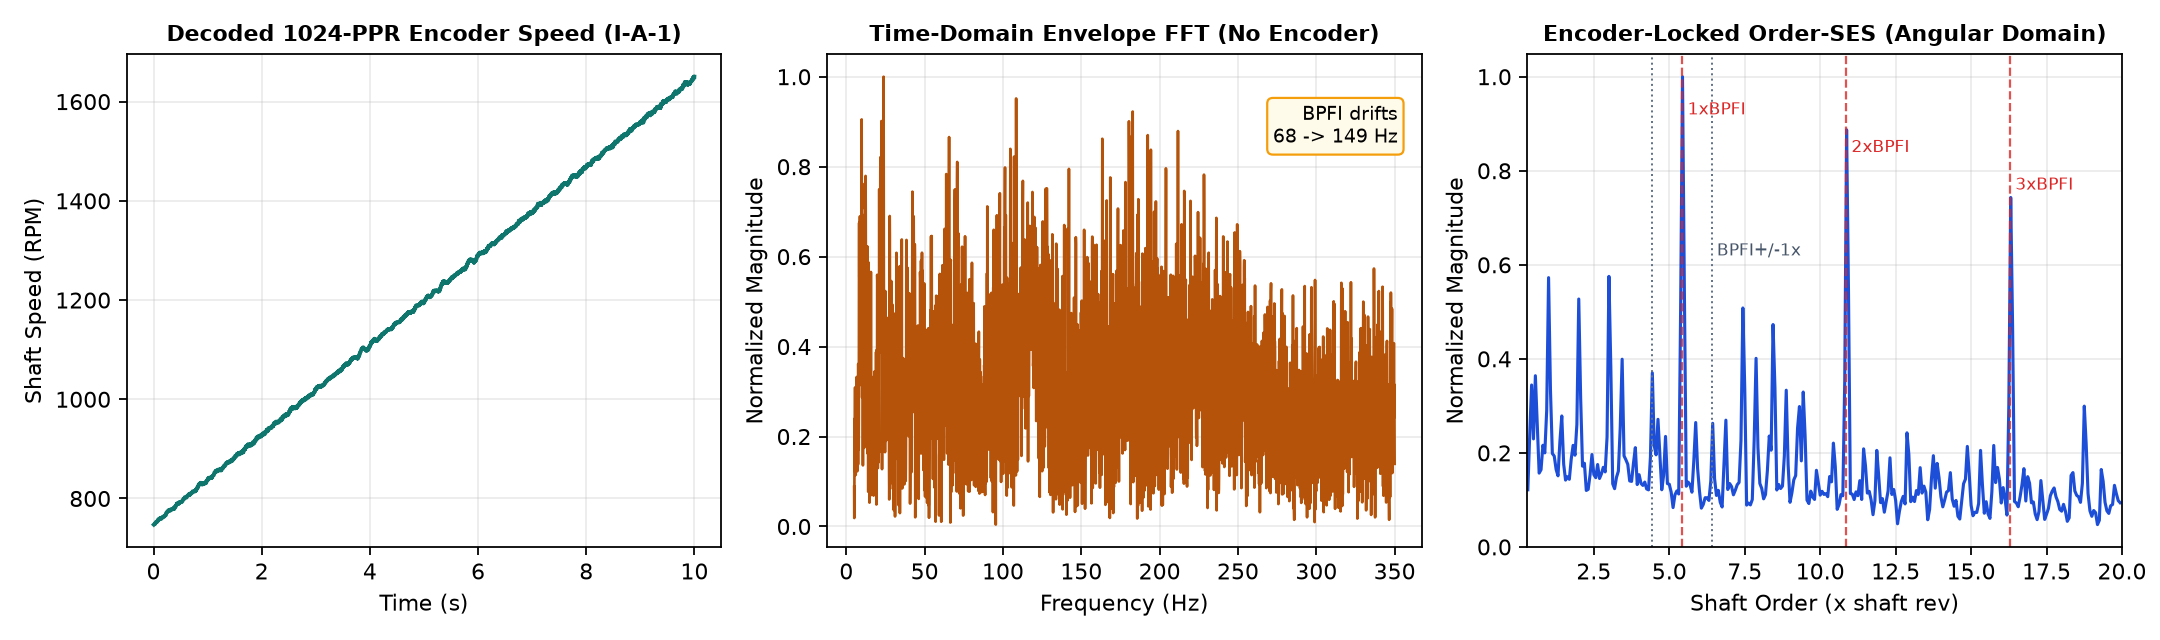 Decoded 1024-PPR Encoder Speed (I-A-1)
Shaft Speed (RPM)
1600
1400
1200
1000
800
0
2
4
6
8
10
Time (s)
Time-Domain Envelope FFT (No Encoder)
Normalized Magnitude
1.0
0.8
0.6
0.4
0.2
0.0
BPFI drifts
68 -> 149 Hz
0
50
100
150
200
250
300
350
Frequency (Hz)
Encoder-Locked Order-SES (Angular Domain)
Normalized Magnitude
1.0
0.8
0.6
0.4
0.2
0.0
1xBPFI
2xBPFI
3xBPFI
BPFI+/-1x
2.5
5.0
7.5
10.0
12.5
15.0
17.5
20.0
Shaft Order (x shaft rev)